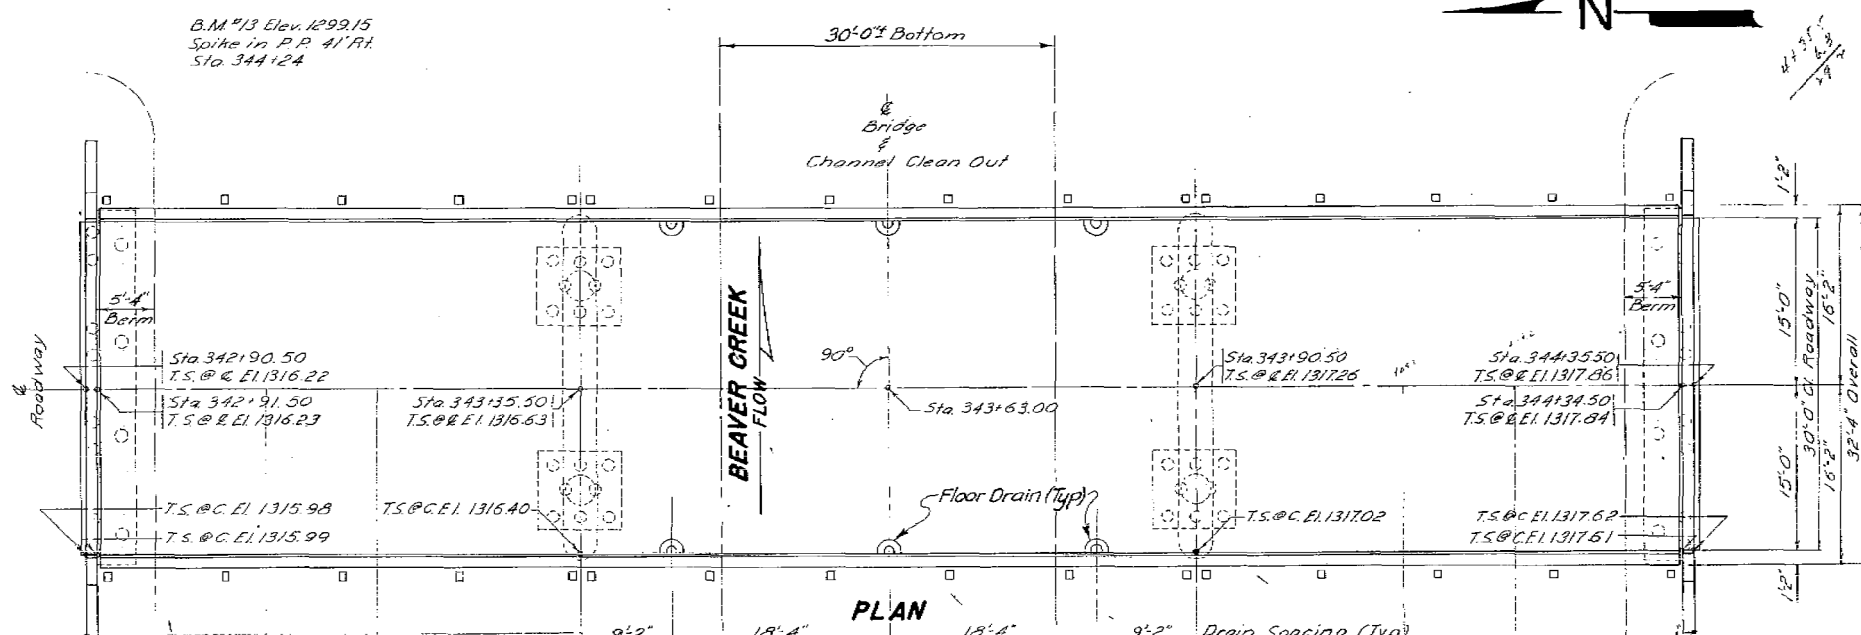 B.M. #13 Elev. 1299.15
Spike in P.P. 41' Rt.
Sta. 344+24
30'-0"± Bottom
N
℄
Bridge
&
Channel Clean Out
1'-2"
5'-4"
Berm
℄
Roadway
Sta. 342+90.50
T.S. @ ℄ El. 1316.22
Sta. 342+91.50
T.S. @ ℄ El. 1316.23
Sta. 343+35.50
T.S. @ ℄ El. 1316.63
BEAVER CREEK
FLOW
90°
Sta. 343+63.00
Sta. 343+90.50
T.S. @ ℄ El. 1317.26
Sta. 344+35.50
T.S. @ ℄ El. 1317.86
Sta. 344+34.50
T.S. @ ℄ El. 1317.84
5'-4"
Berm
15'-0"
15'-0"
30'-0" Cl. Roadway
16'-2"
16'-2"
32'-4" Overall
T.S. @ C. El. 1315.98
T.S. @ C. El. 1315.99
T.S. @ C. El. 1316.40
Floor Drain (Typ)
T.S. @ C. El. 1317.02
T.S. @ C. El. 1317.62
T.S. @ C. El. 1317.61
1'-2"
PLAN
9'-2"
18'-4"
18'-4"
9'-2"
Drain Spacing (Typ)